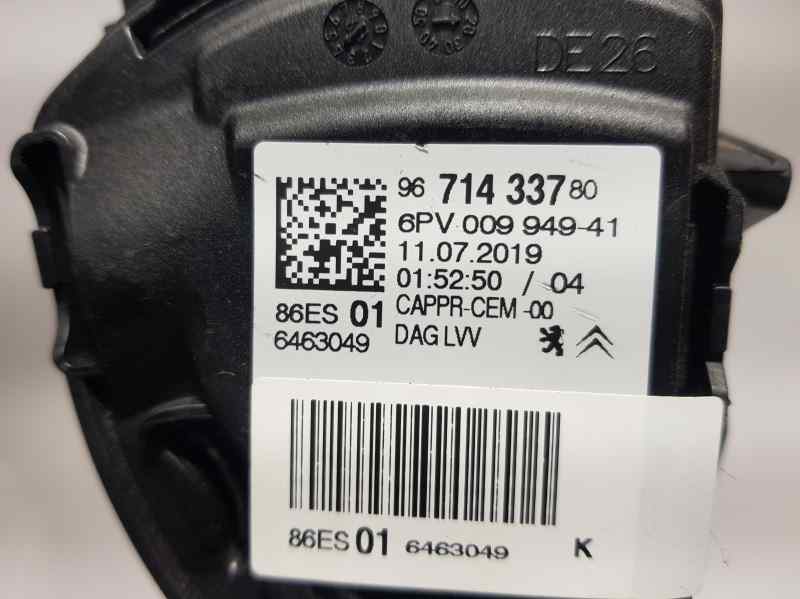 DE 26
96 714 337 80
6PV 009 949-41
11.07.2019
01:52:50 / 04
86ES 01 CAPPR-CEM -00
6463049 DAG LVV
86ES 01 6463049 K